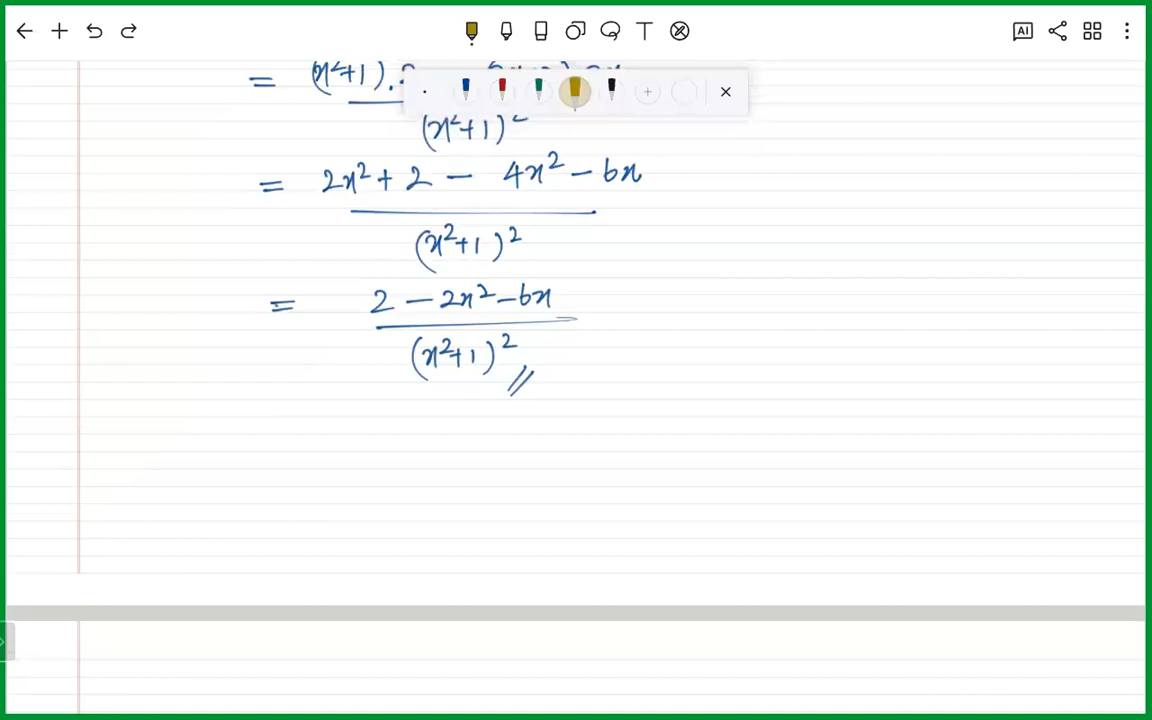 = (x²+1) . 2
(x²+1)²
= 2x² + 2 − 4x² − 6x
(x²+1)²
= 2 − 2x² − 6x
(x²+1)² //
T
AI